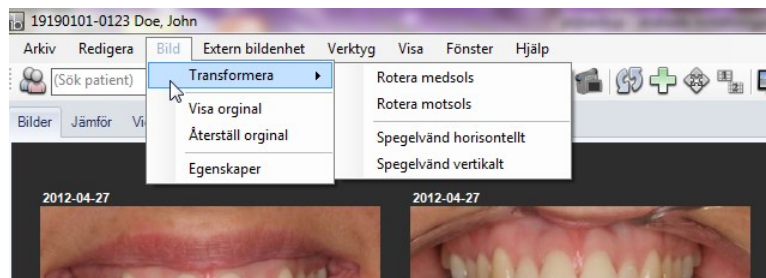 19190101-0123 Doe, John
Arkiv Redigera Bild Extern bildenhet Verktyg Visa Fönster Hjälp
(Sök patient)
Transformera
Rotera medsols
Rotera motsols
Visa orginal
Återställ orginal
Spegelvänd horisontellt
Spegelvänd vertikalt
Egenskaper
Bilder Jämför
2012-04-27 2012-04-27